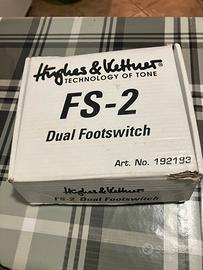 Hughes & Kettner
TECHNOLOGY OF TONE
FS-2
Dual Footswitch
Art. No. 192193
Hughes & Kettner
FS-2 Dual Footswitch